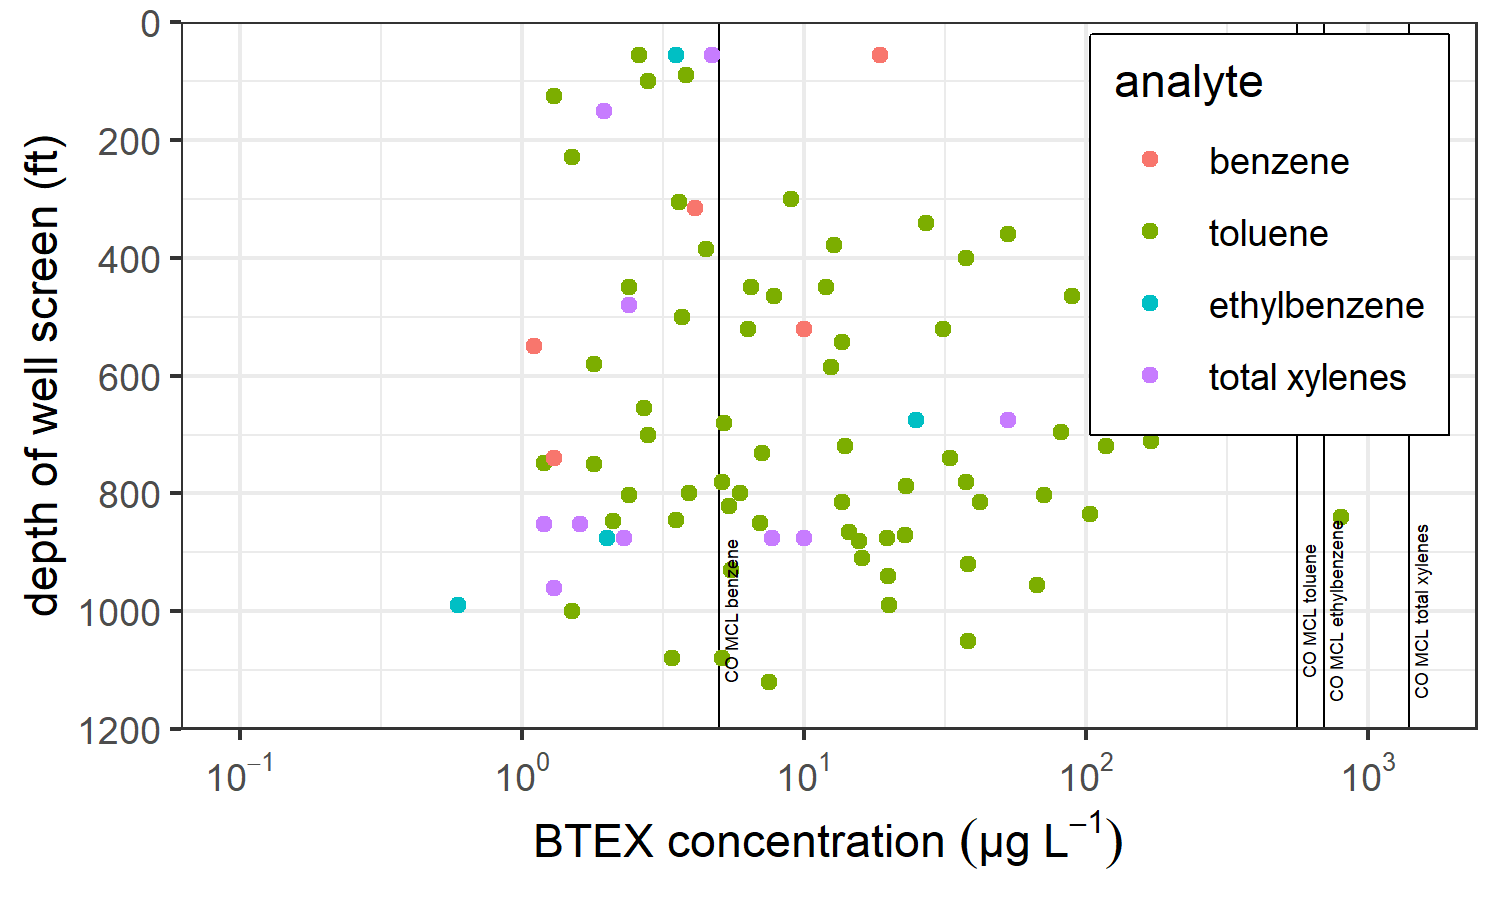 0
200
400
600
800
1000
1200
depth of well screen (ft)
analyte
benzene
toluene
ethylbenzene
total xylenes
CO MCL benzene
CO MCL toluene
CO MCL ethylbenzene
CO MCL total xylenes
10⁻¹ 10⁰ 10¹ 10² 10³
BTEX concentration (µg L⁻¹)